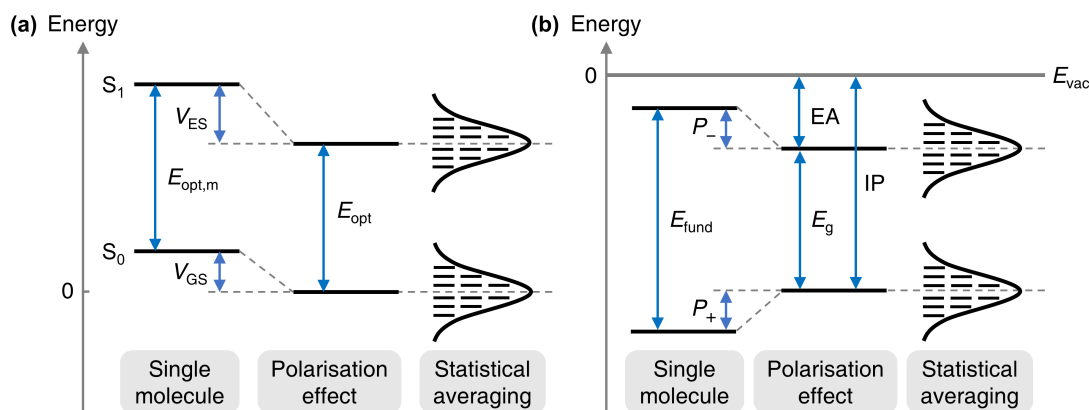 (a) Energy
S1
VES
Eopt,m
Eopt
S0
VGS
0
Single molecule
Polarisation effect
Statistical averaging
(b) Energy
0
Evac
EA
P−
IP
Efund
Eg
P+
Single molecule
Polarisation effect
Statistical averaging